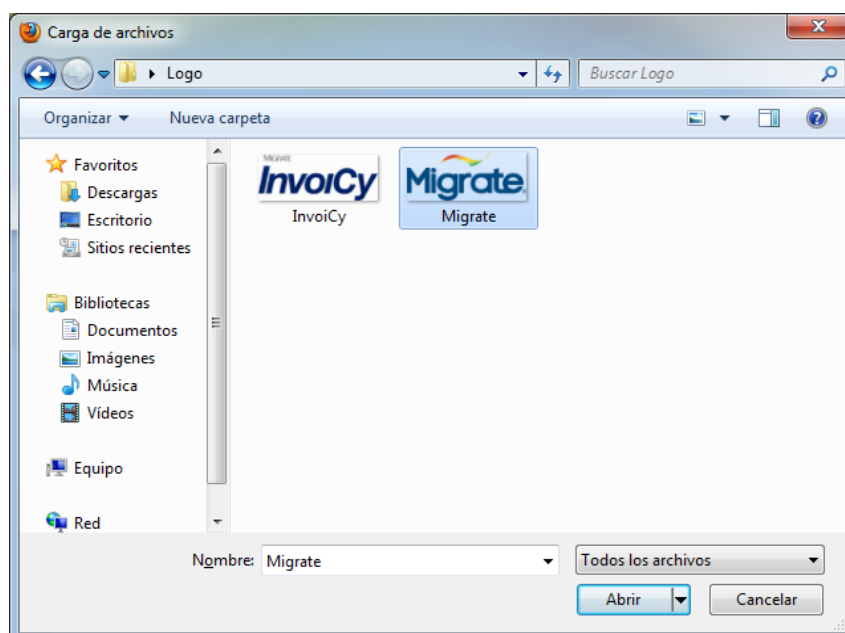 Carga de archivos
Logo
Buscar Logo
Organizar
Nueva carpeta
Favoritos
Descargas
Escritorio
Sitios recientes
Bibliotecas
Documentos
Imágenes
Música
Vídeos
Equipo
Red
MIGRATE
InvoiCy
InvoiCy
Migrate
Migrate
Nombre: Migrate
Todos los archivos
Abrir
Cancelar